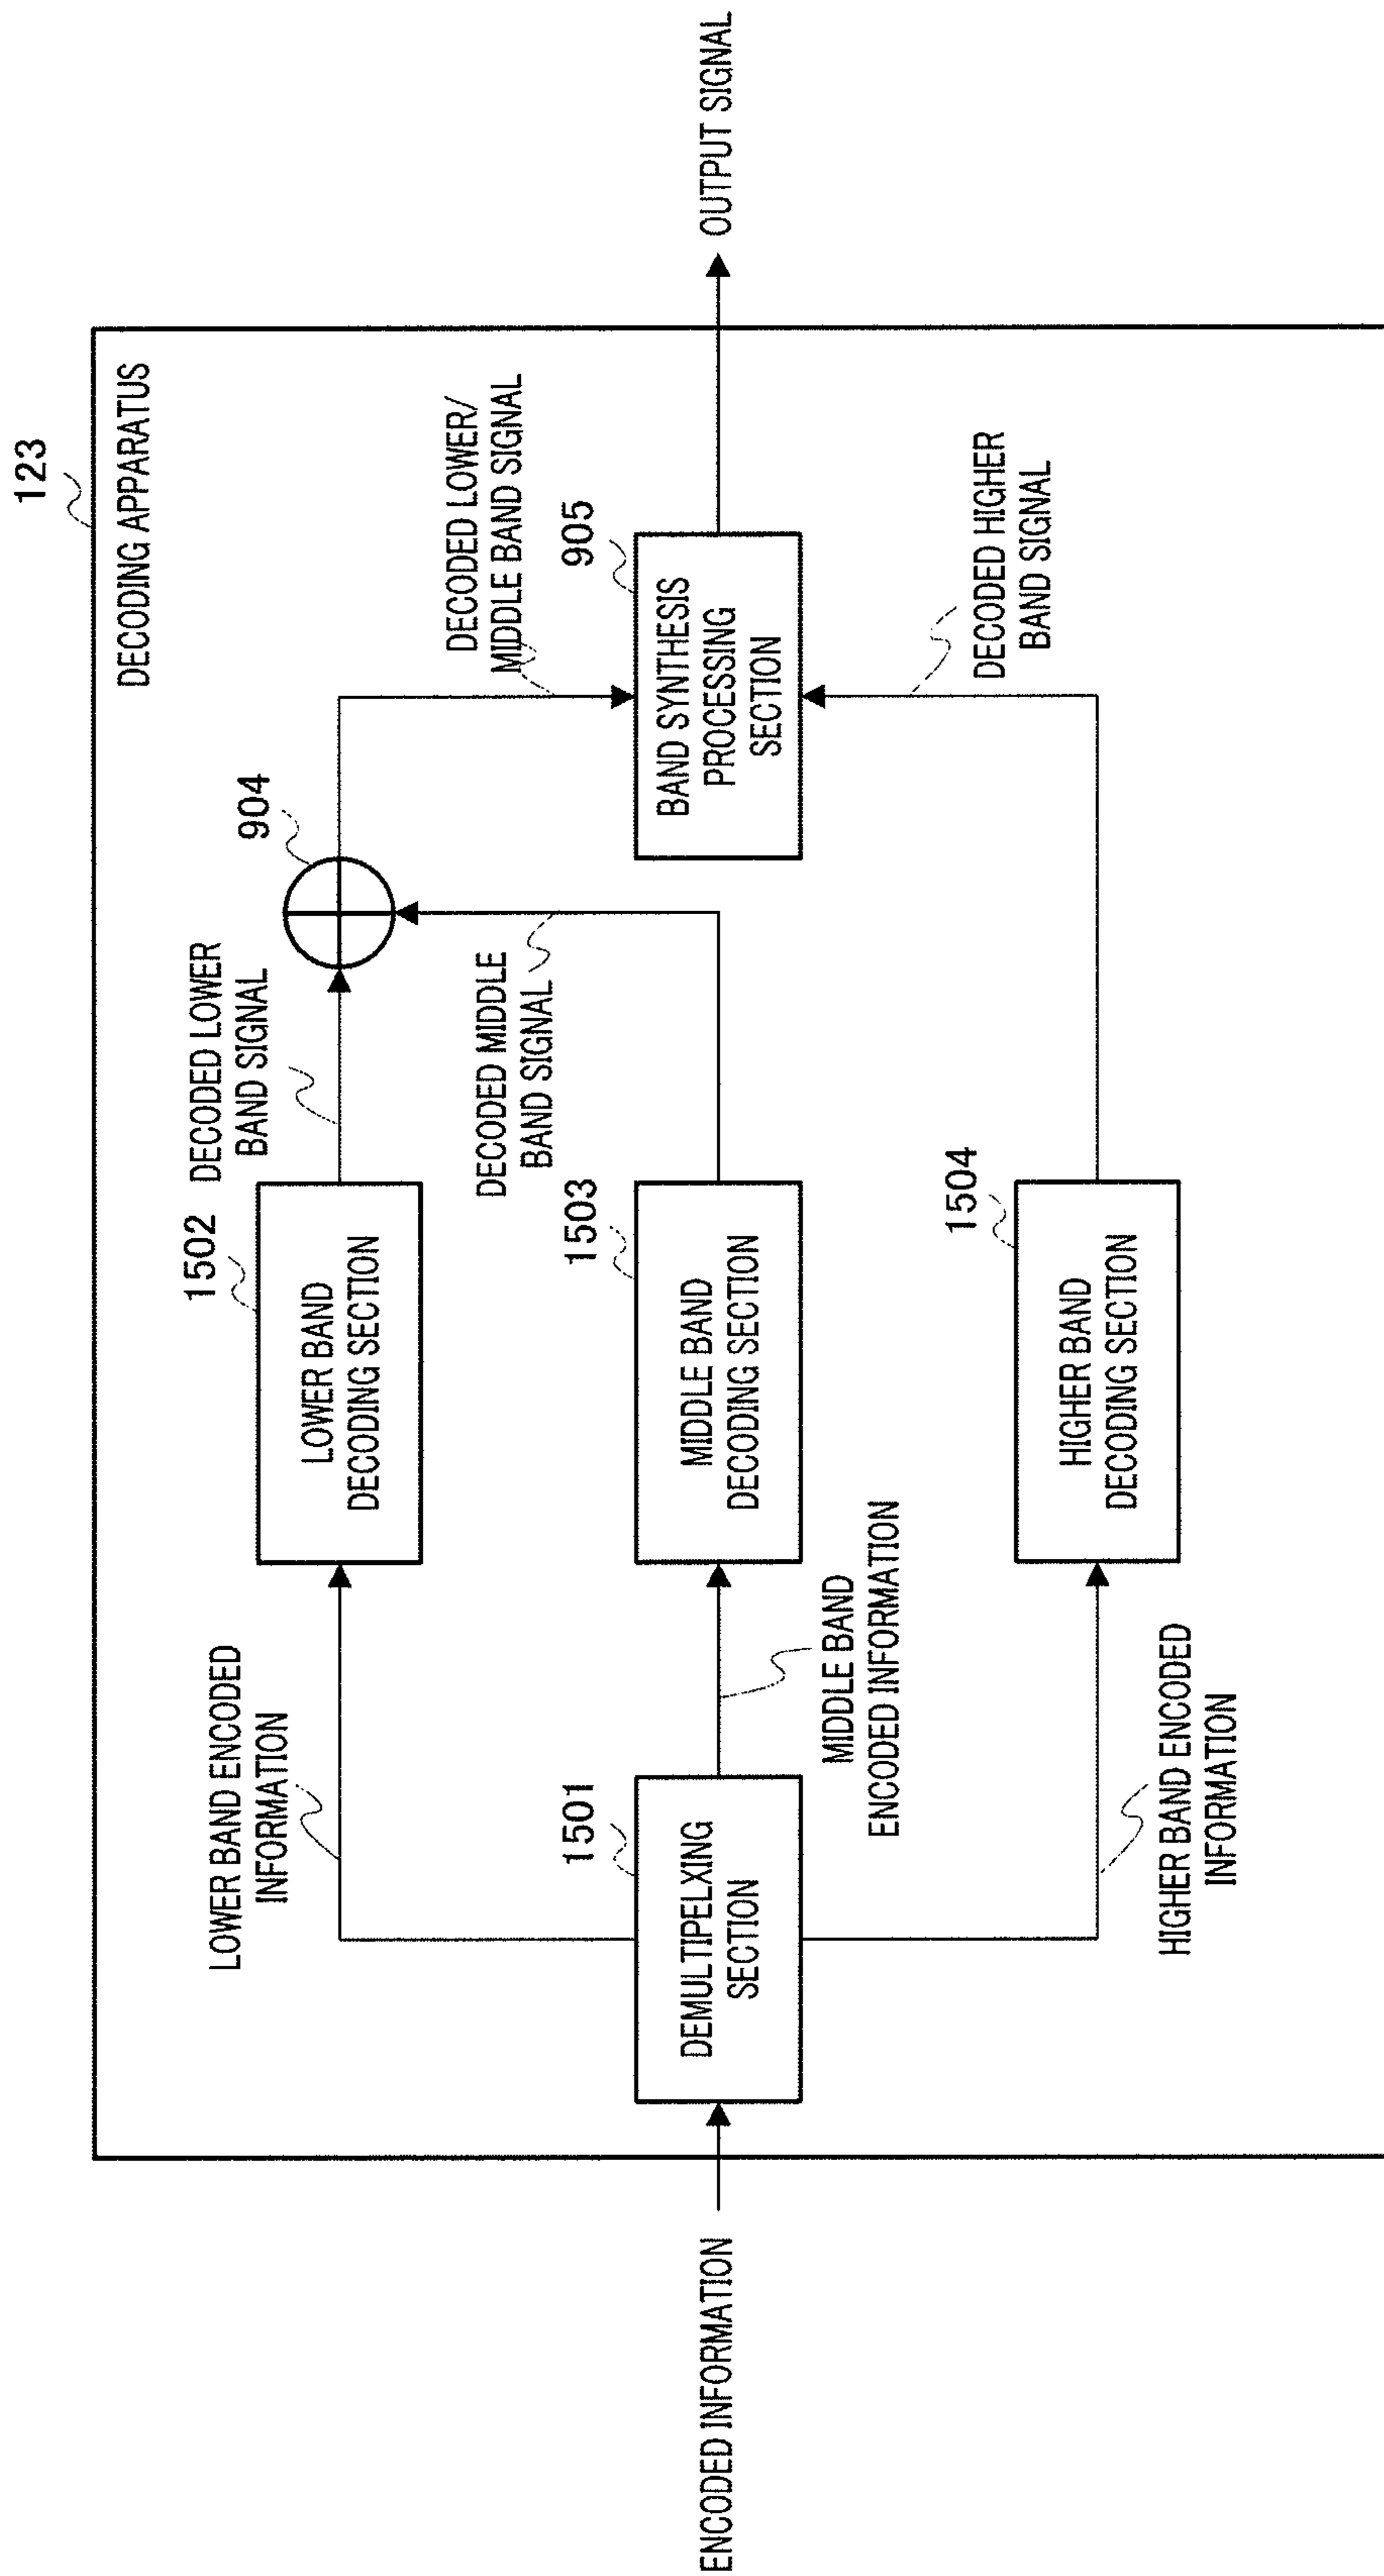 123
DECODING APPARATUS
ENCODED INFORMATION
1501
DEMULTIPELXING
SECTION
LOWER BAND ENCODED
INFORMATION
MIDDLE BAND
ENCODED INFORMATION
HIGHER BAND ENCODED
INFORMATION
1502
LOWER BAND
DECODING SECTION
1503
MIDDLE BAND
DECODING SECTION
1504
HIGHER BAND
DECODING SECTION
DECODED LOWER
BAND SIGNAL
DECODED MIDDLE
BAND SIGNAL
904
DECODED LOWER/
MIDDLE BAND SIGNAL
905
BAND SYNTHESIS
PROCESSING
SECTION
DECODED HIGHER
BAND SIGNAL
OUTPUT SIGNAL